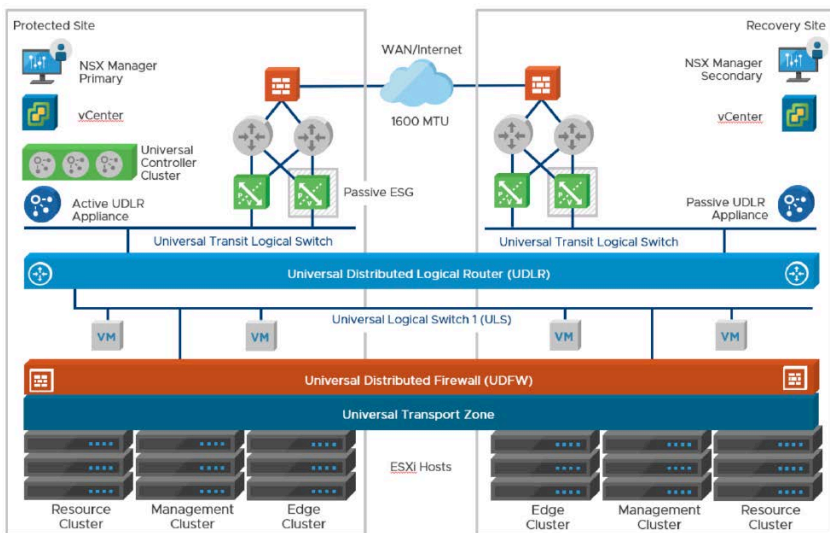 Protected Site
Recovery Site
NSX Manager
Primary
WAN/Internet
1600 MTU
NSX Manager
Secondary
vCenter
vCenter
Universal
Controller
Cluster
Passive ESG
Active UDLR
Appliance
Passive UDLR
Appliance
Universal Transit Logical Switch
Universal Transit Logical Switch
Universal Distributed Logical Router (UDLR)
Universal Logical Switch 1 (ULS)
VM
VM
VM
VM
Universal Distributed Firewall (UDFW)
Universal Transport Zone
ESXi Hosts
Resource
Cluster
Management
Cluster
Edge
Cluster
Edge
Cluster
Management
Cluster
Resource
Cluster